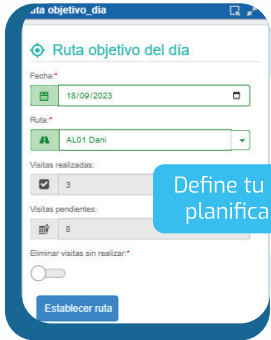 ruta objetivo_dia
Ruta objetivo del día
Fecha:*
18/09/2023
Ruta:*
AL01 Dani
Visitas realizadas:
3
Define tu
planifica
Visitas pendientes:
8
Eliminar visitas sin realizar:*
Establecer ruta